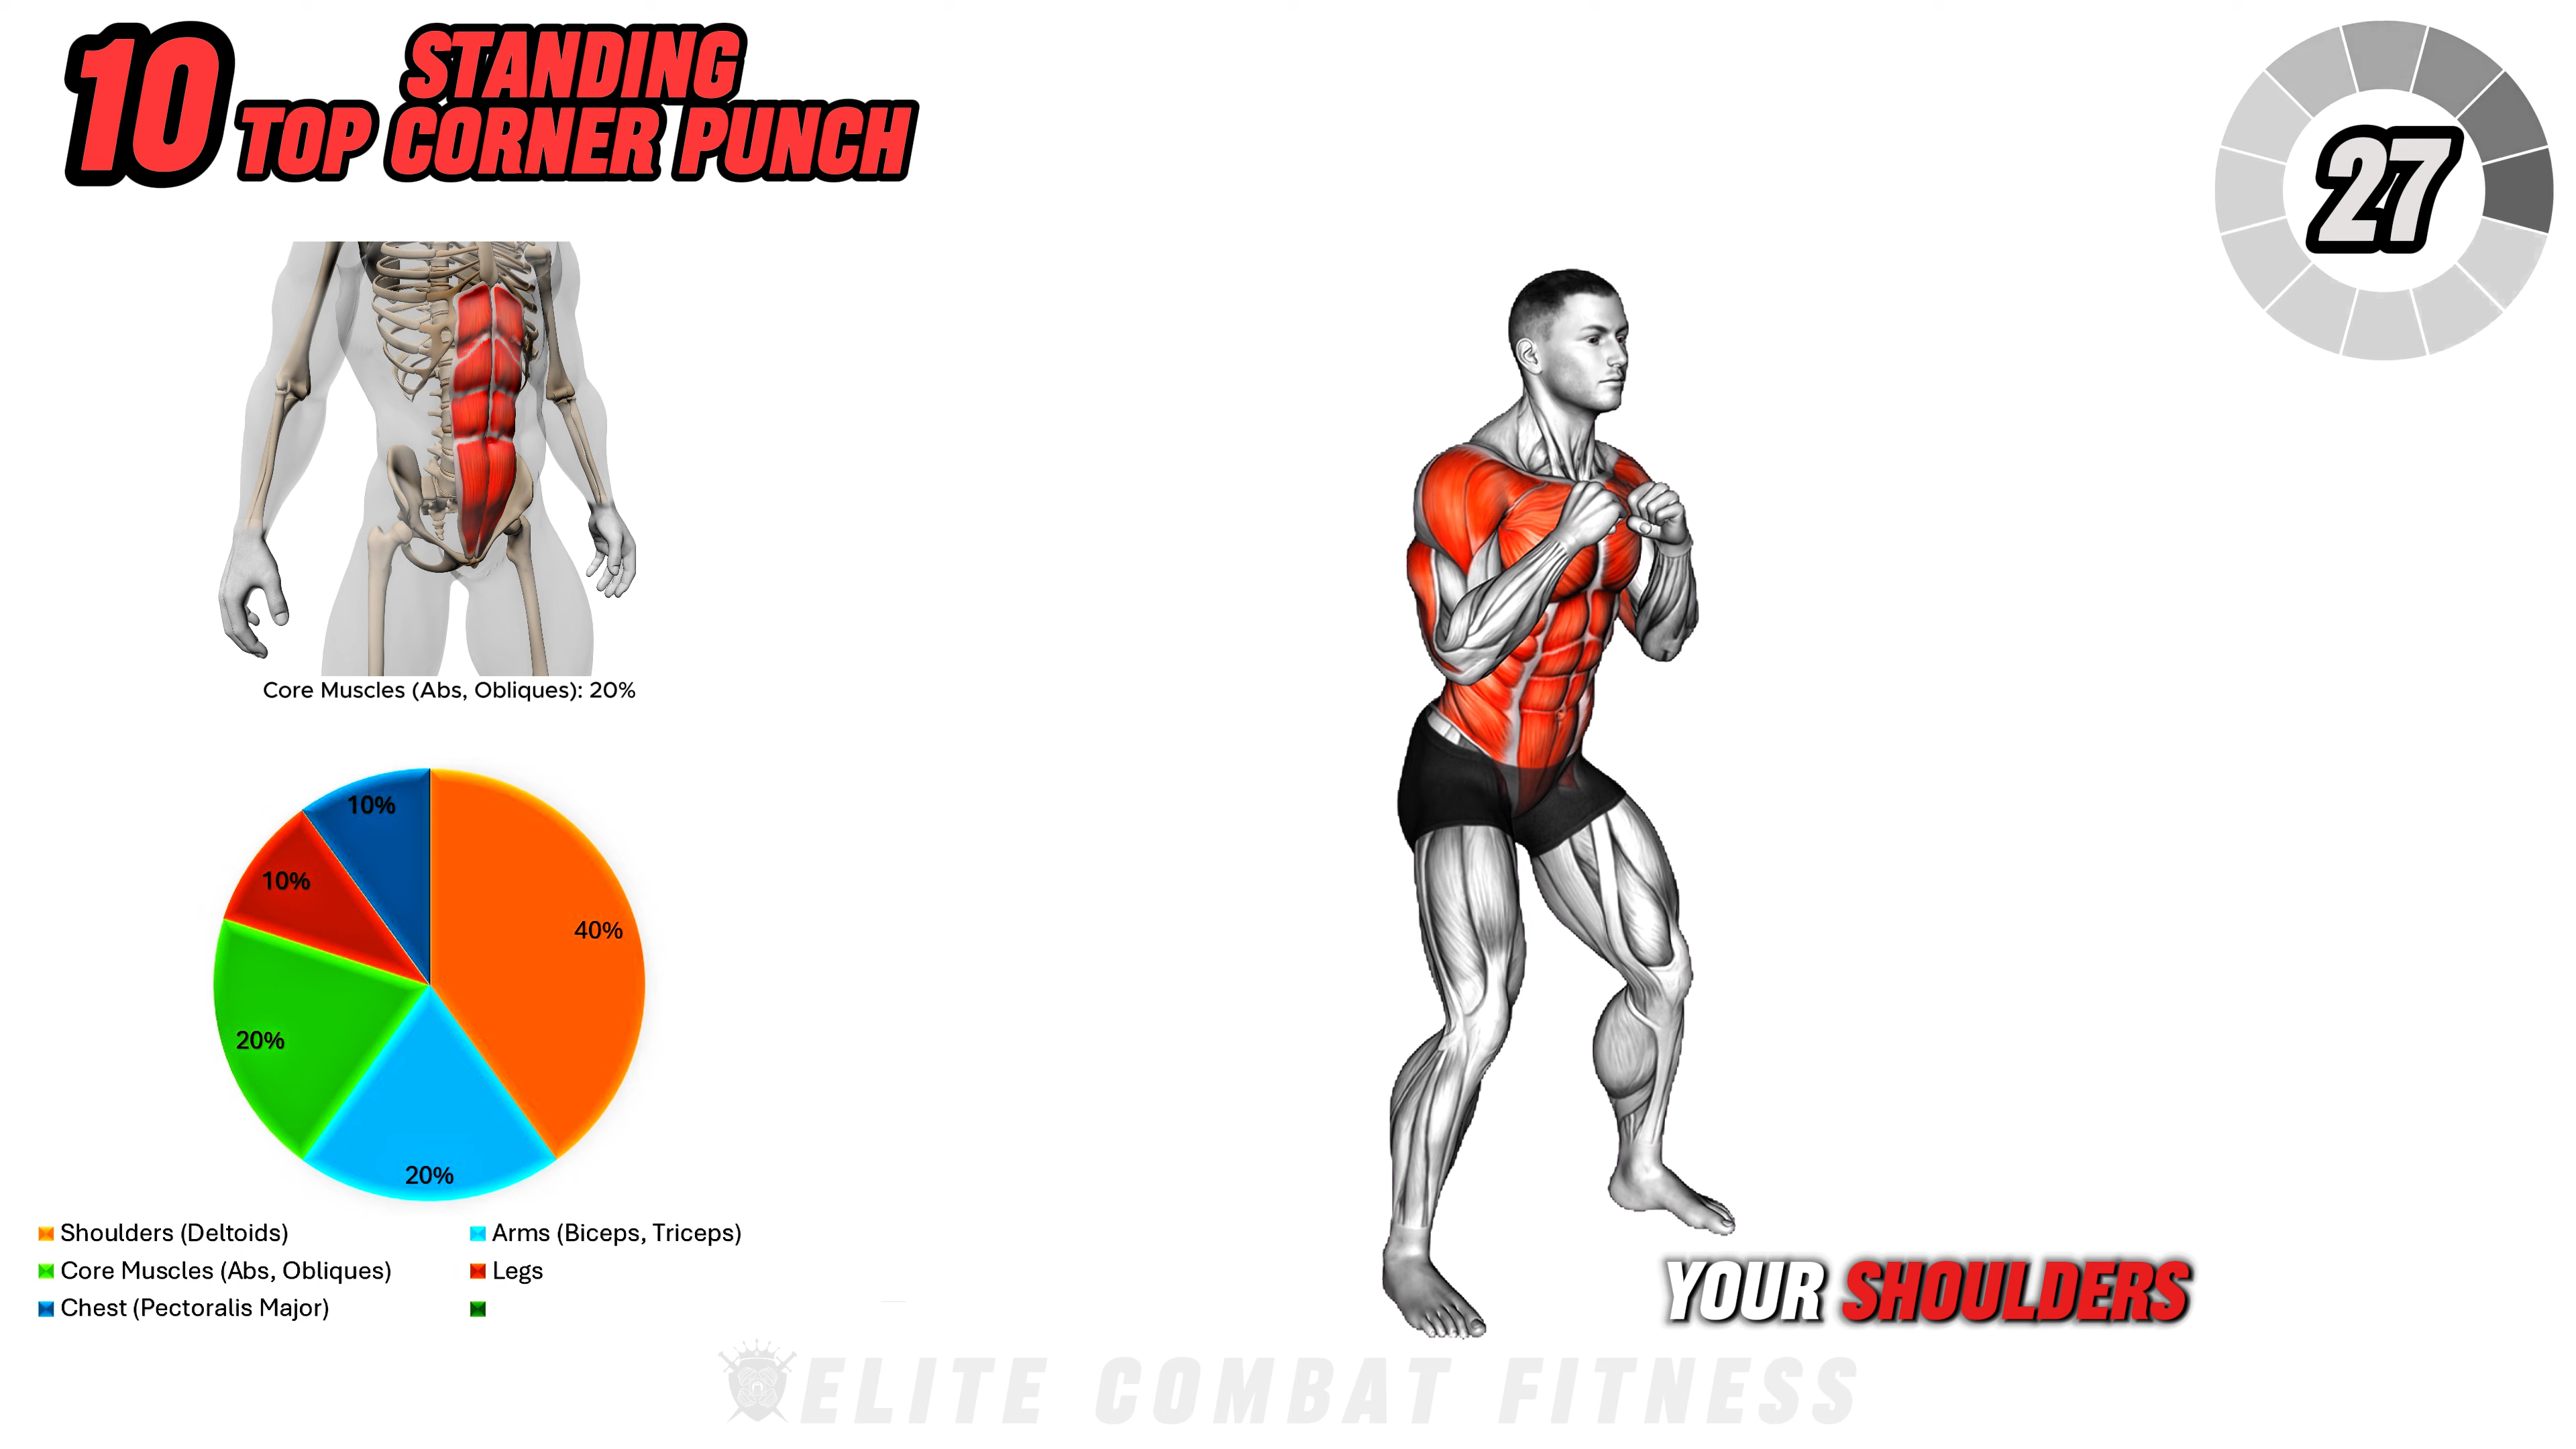 10
STANDING
TOP CORNER PUNCH
27
Core Muscles (Abs, Obliques): 20%
10%
10%
40%
20%
20%
Shoulders (Deltoids)
Arms (Biceps, Triceps)
Core Muscles (Abs, Obliques)
Legs
Chest (Pectoralis Major)
YOUR SHOULDERS
ELITE COMBAT FITNESS